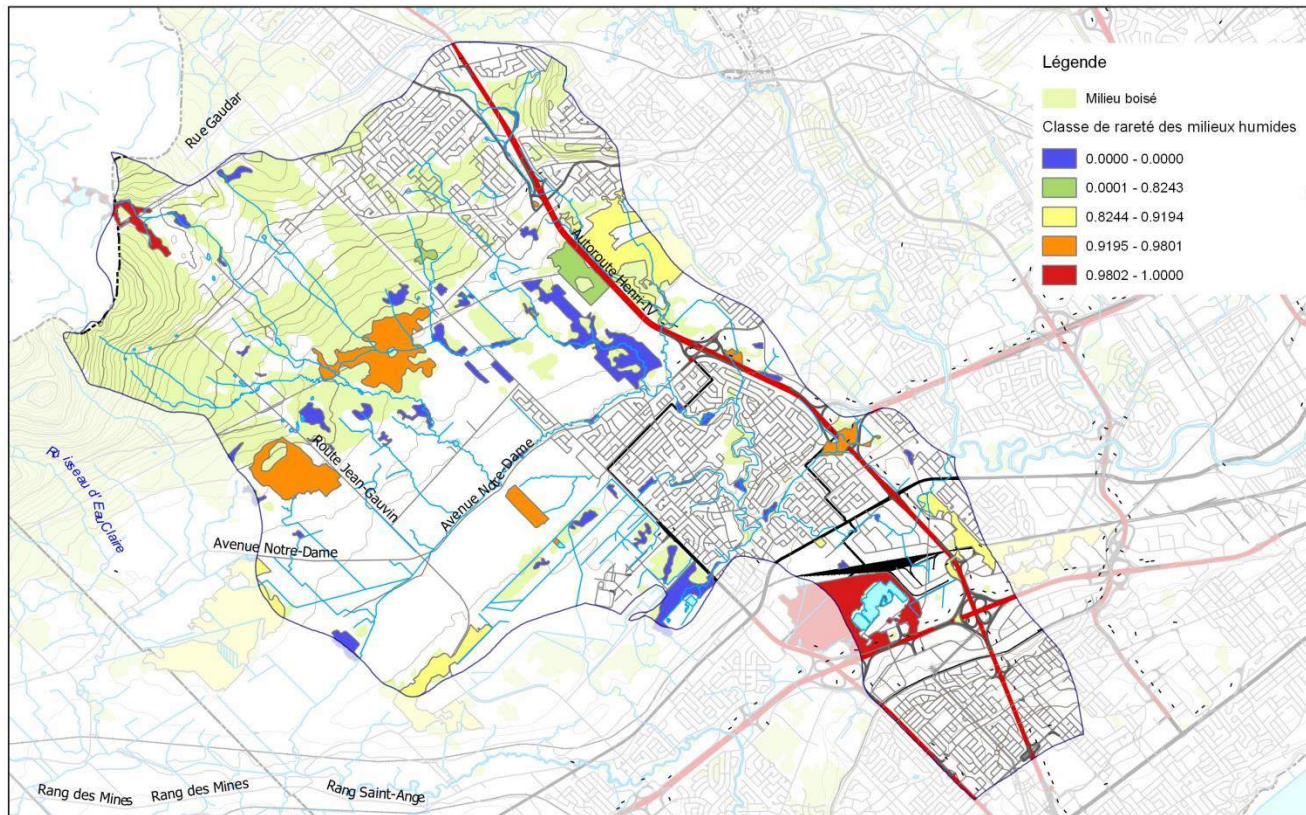 Légende
Milieu boisé
Classe de rareté des milieux humides
0.0000 - 0.0000
0.0001 - 0.8243
0.8244 - 0.9194
0.9195 - 0.9801
0.9802 - 1.0000
Rue Gaudar
Autoroute Henri-IV
Ruisseau d'Eau Claire
Route Jean Gauvin
Avenue Notre-Dame
Avenue Notre-Dame
Rang des Mines
Rang des Mines
Rang Saint-Ange